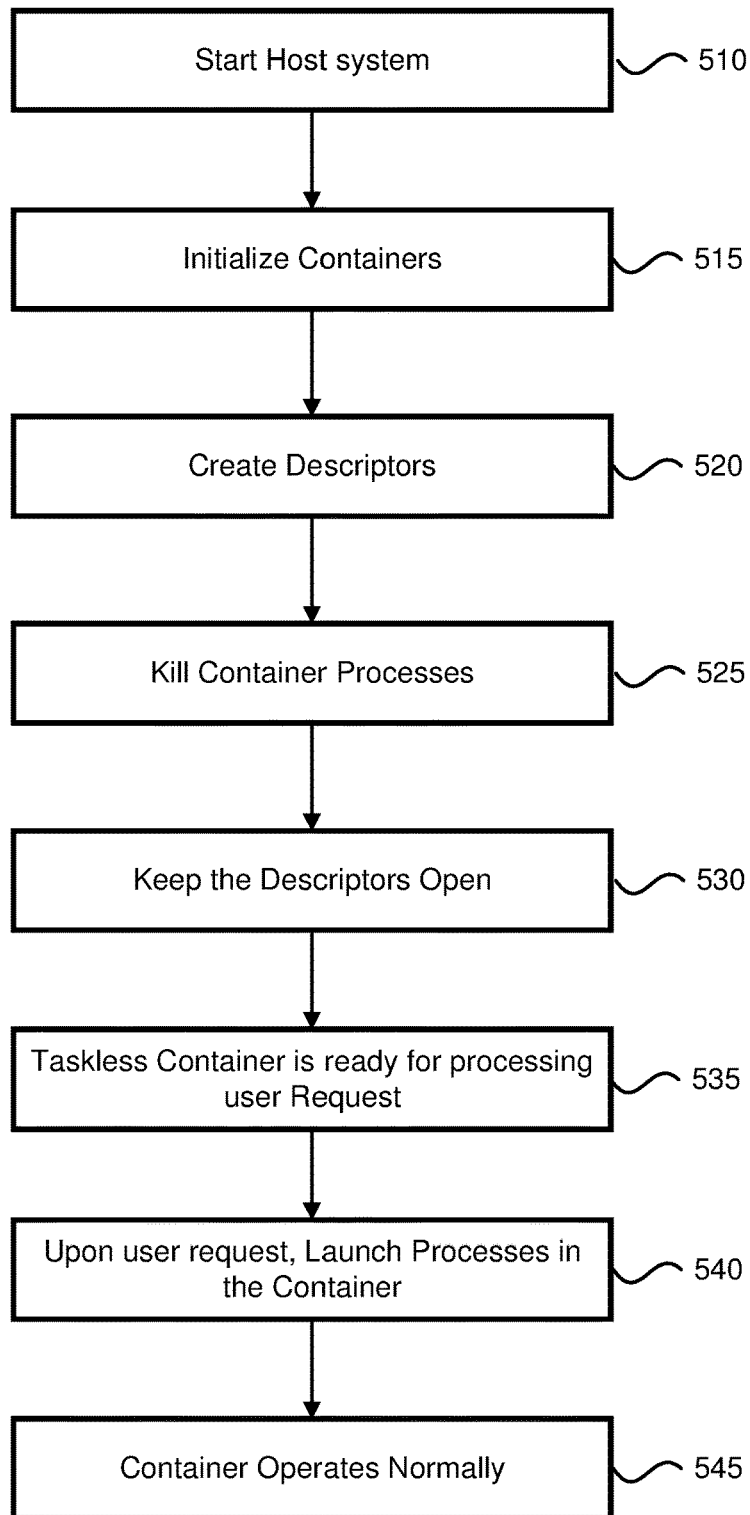 Start Host system
510
Initialize Containers
515
Create Descriptors
520
Kill Container Processes
525
Keep the Descriptors Open
530
Taskless Container is ready for processing
user Request
535
Upon user request, Launch Processes in
the Container
540
Container Operates Normally
545